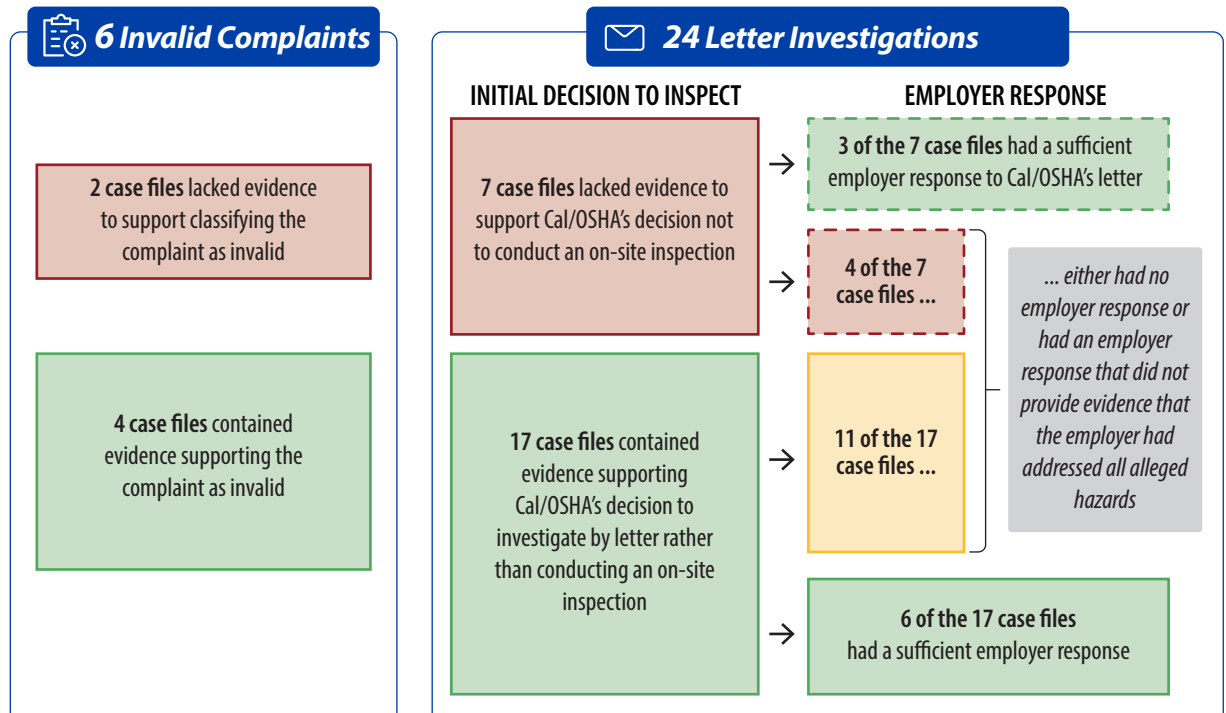 6 Invalid Complaints
2 case files lacked evidence
to support classifying the
complaint as invalid
4 case files contained
evidence supporting the
complaint as invalid
24 Letter Investigations
INITIAL DECISION TO INSPECT
EMPLOYER RESPONSE
7 case files lacked evidence to
support Cal/OSHA's decision not
to conduct an on-site inspection
3 of the 7 case files had a sufficient
employer response to Cal/OSHA's letter
4 of the 7
case files ...
17 case files contained
evidence supporting
Cal/OSHA's decision to
investigate by letter rather
than conducting an on-site
inspection
11 of the 17
case files ...
... either had no
employer response or
had an employer
response that did not
provide evidence that
the employer had
addressed all alleged
hazards
6 of the 17 case files
had a sufficient employer response